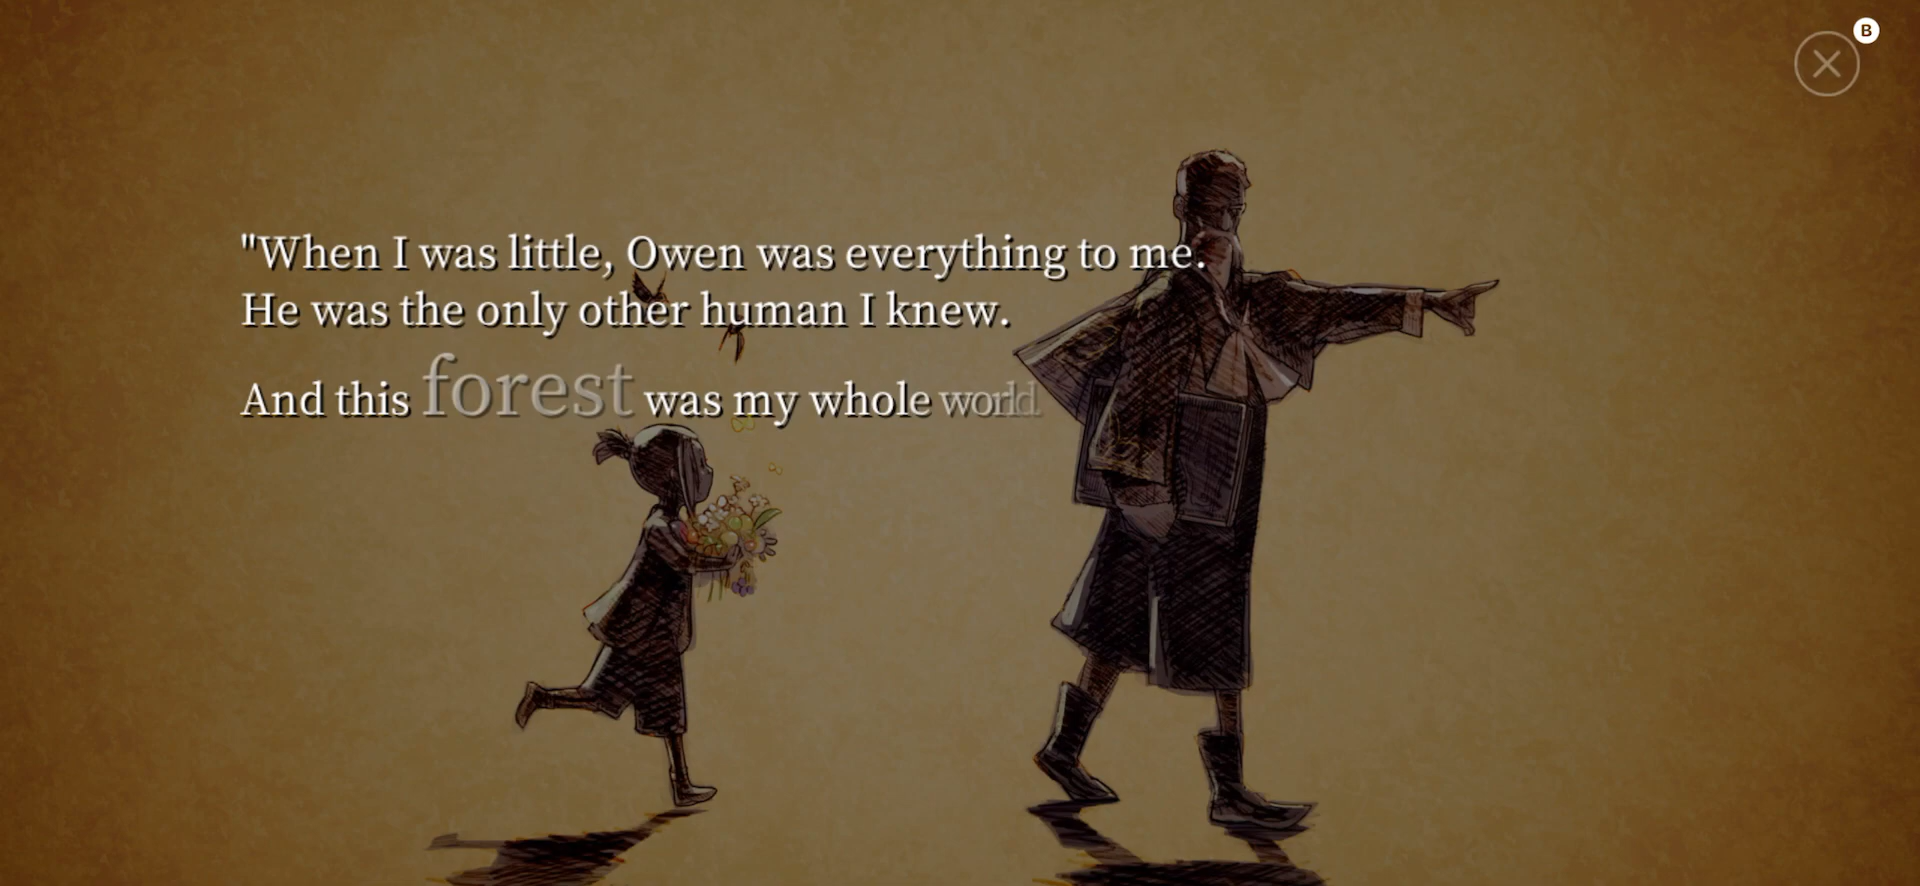 B
"When I was little, Owen was everything to me.
He was the only other human I knew.
And this forest was my whole world.